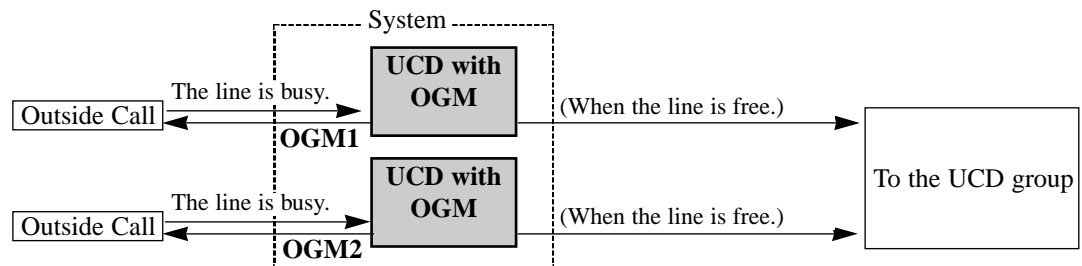 System
UCD with
OGM
The line is busy.
(When the line is free.)
Outside Call
OGM1
To the UCD group
UCD with
OGM
The line is busy.
(When the line is free.)
Outside Call
OGM2